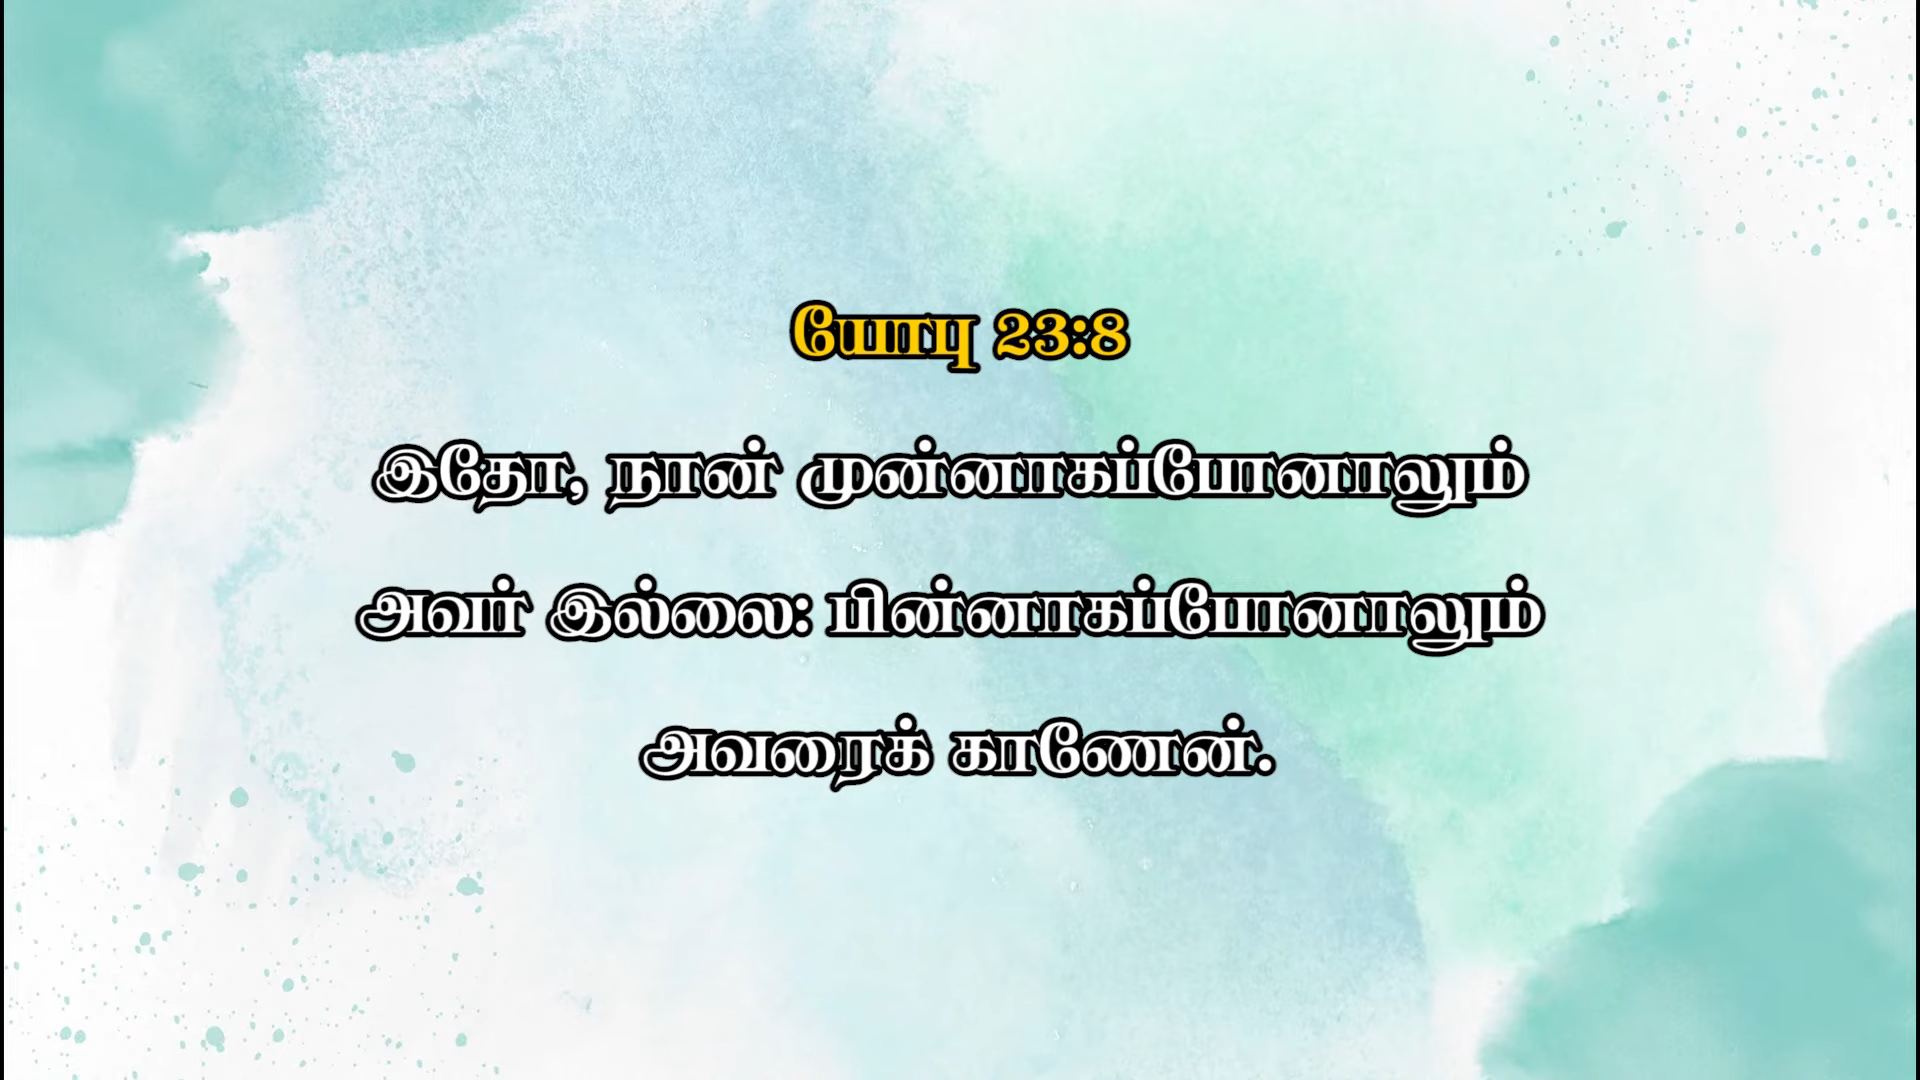 யோபு 23:8
இதோ, நான் முன்னாகப்போனாலும்
அவர் இல்லை: பின்னாகப்போனாலும்
அவரைக் காணேன்.